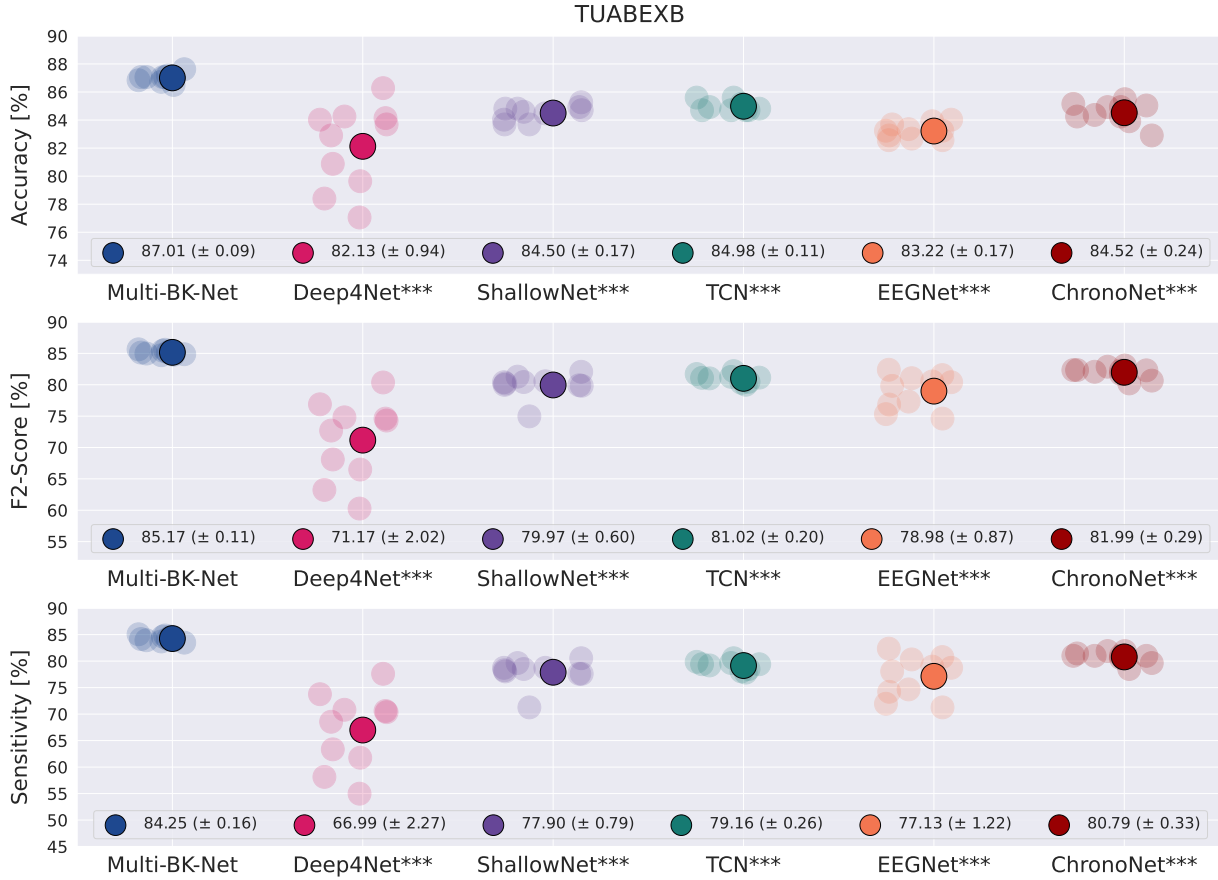 TUABEXB
Accuracy [%]
90
88
86
84
82
80
78
76
74
87.01 (± 0.09) 82.13 (± 0.94) 84.50 (± 0.17) 84.98 (± 0.11) 83.22 (± 0.17) 84.52 (± 0.24)
Multi-BK-Net Deep4Net*** ShallowNet*** TCN*** EEGNet*** ChronoNet***
F2-Score [%]
90
85
80
75
70
65
60
55
85.17 (± 0.11) 71.17 (± 2.02) 79.97 (± 0.60) 81.02 (± 0.20) 78.98 (± 0.87) 81.99 (± 0.29)
Multi-BK-Net Deep4Net*** ShallowNet*** TCN*** EEGNet*** ChronoNet***
Sensitivity [%]
90
85
80
75
70
65
60
55
50
45
84.25 (± 0.16) 66.99 (± 2.27) 77.90 (± 0.79) 79.16 (± 0.26) 77.13 (± 1.22) 80.79 (± 0.33)
Multi-BK-Net Deep4Net*** ShallowNet*** TCN*** EEGNet*** ChronoNet***